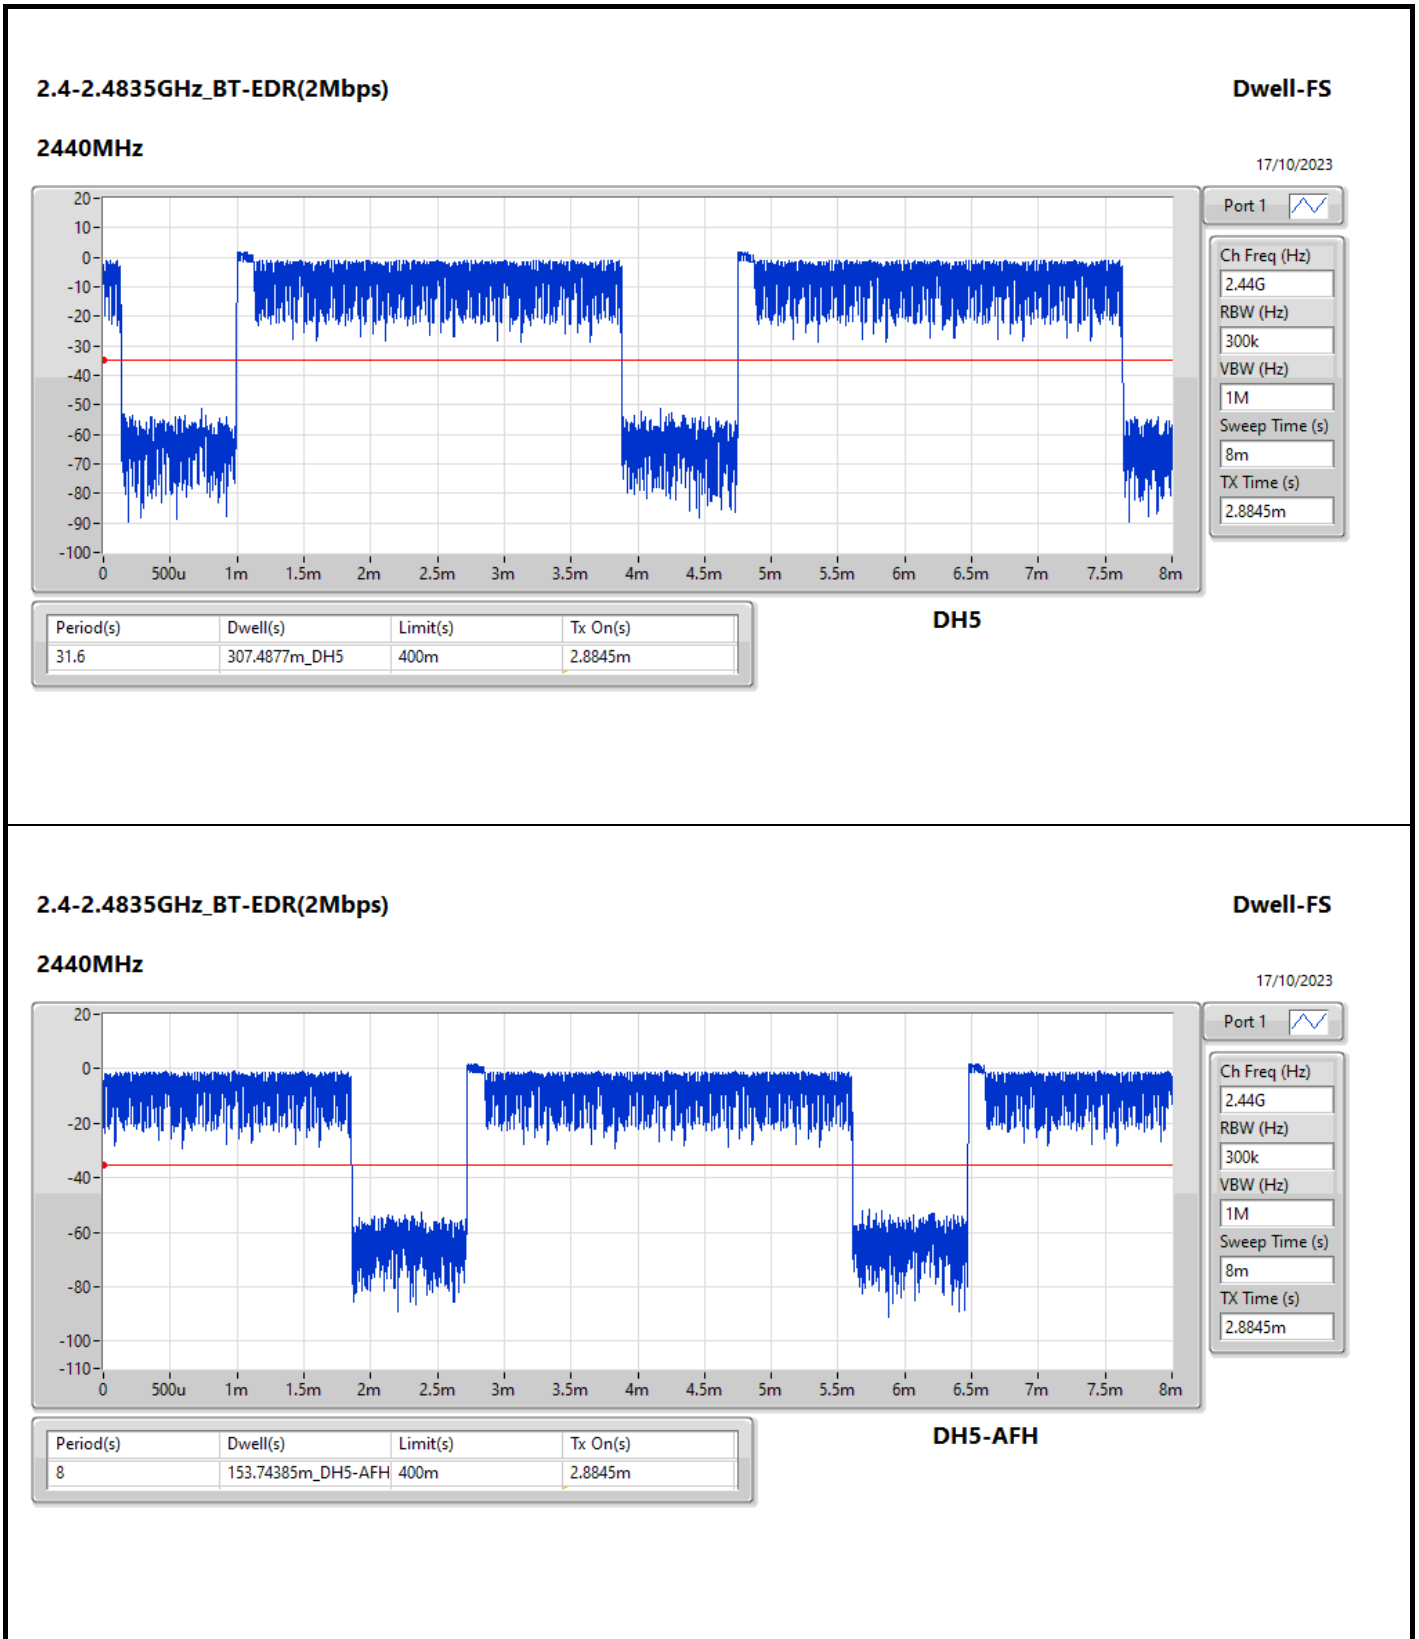 2.4-2.4835GHz_BT-EDR(2Mbps) Dwell-FS
2440MHz
17/10/2023
20
10
0
-10
-20
-30
-40
-50
-60
-70
-80
-90
-100
0 500u 1m 1.5m 2m 2.5m 3m 3.5m 4m 4.5m 5m 5.5m 6m 6.5m 7m 7.5m 8m
Port 1
Ch Freq (Hz)
2.44G
RBW (Hz)
300k
VBW (Hz)
1M
Sweep Time (s)
8m
TX Time (s)
2.8845m
Period(s) Dwell(s) Limit(s) Tx On(s)
31.6 307.4877m_DH5 400m 2.8845m
DH5
2.4-2.4835GHz_BT-EDR(2Mbps) Dwell-FS
2440MHz
17/10/2023
20
0
-20
-40
-60
-80
-100
-110
0 500u 1m 1.5m 2m 2.5m 3m 3.5m 4m 4.5m 5m 5.5m 6m 6.5m 7m 7.5m 8m
Port 1
Ch Freq (Hz)
2.44G
RBW (Hz)
300k
VBW (Hz)
1M
Sweep Time (s)
8m
TX Time (s)
2.8845m
Period(s) Dwell(s) Limit(s) Tx On(s)
8 153.74385m_DH5-AFH 400m 2.8845m
DH5-AFH